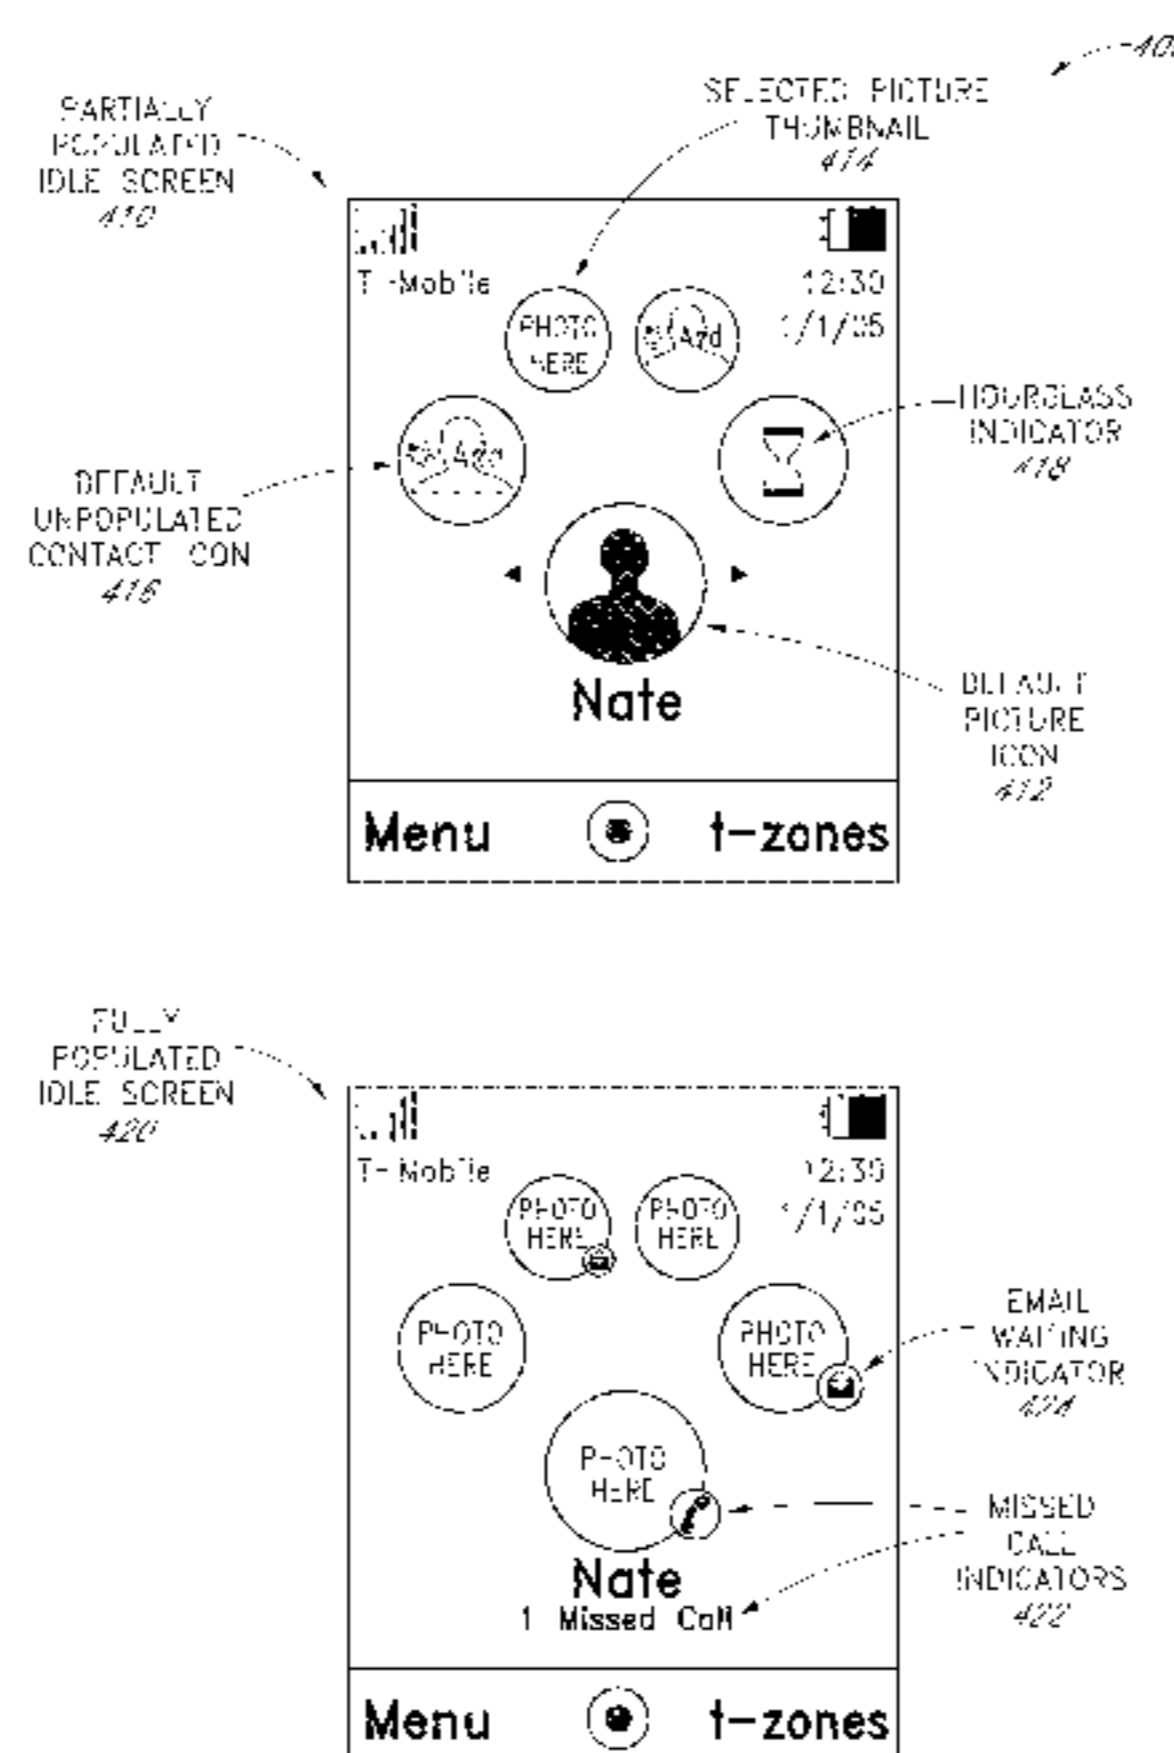 SELECTED PICTURE
THUMBNAIL
414
PARTIALLY
POPULATED
IDLE SCREEN
410
T-Mobile
12:30
1/1/05
PHOTO
HERE
Add
HOURGLASS
INDICATOR
418
Add
DEFAULT
UNPOPULATED
CONTACT ICON
416
Nate
DEFAULT
PICTURE
ICON
412
Menu
t-zones
FULLY
POPULATED
IDLE SCREEN
420
T-Mobile
12:30
1/1/05
PHOTO
HERE
PHOTO
HERE
PHOTO
HERE
PHOTO
HERE
EMAIL
WAITING
INDICATOR
424
PHOTO
HERE
MISSED
CALL
INDICATORS
422
Nate
1 Missed Call
Menu
t-zones